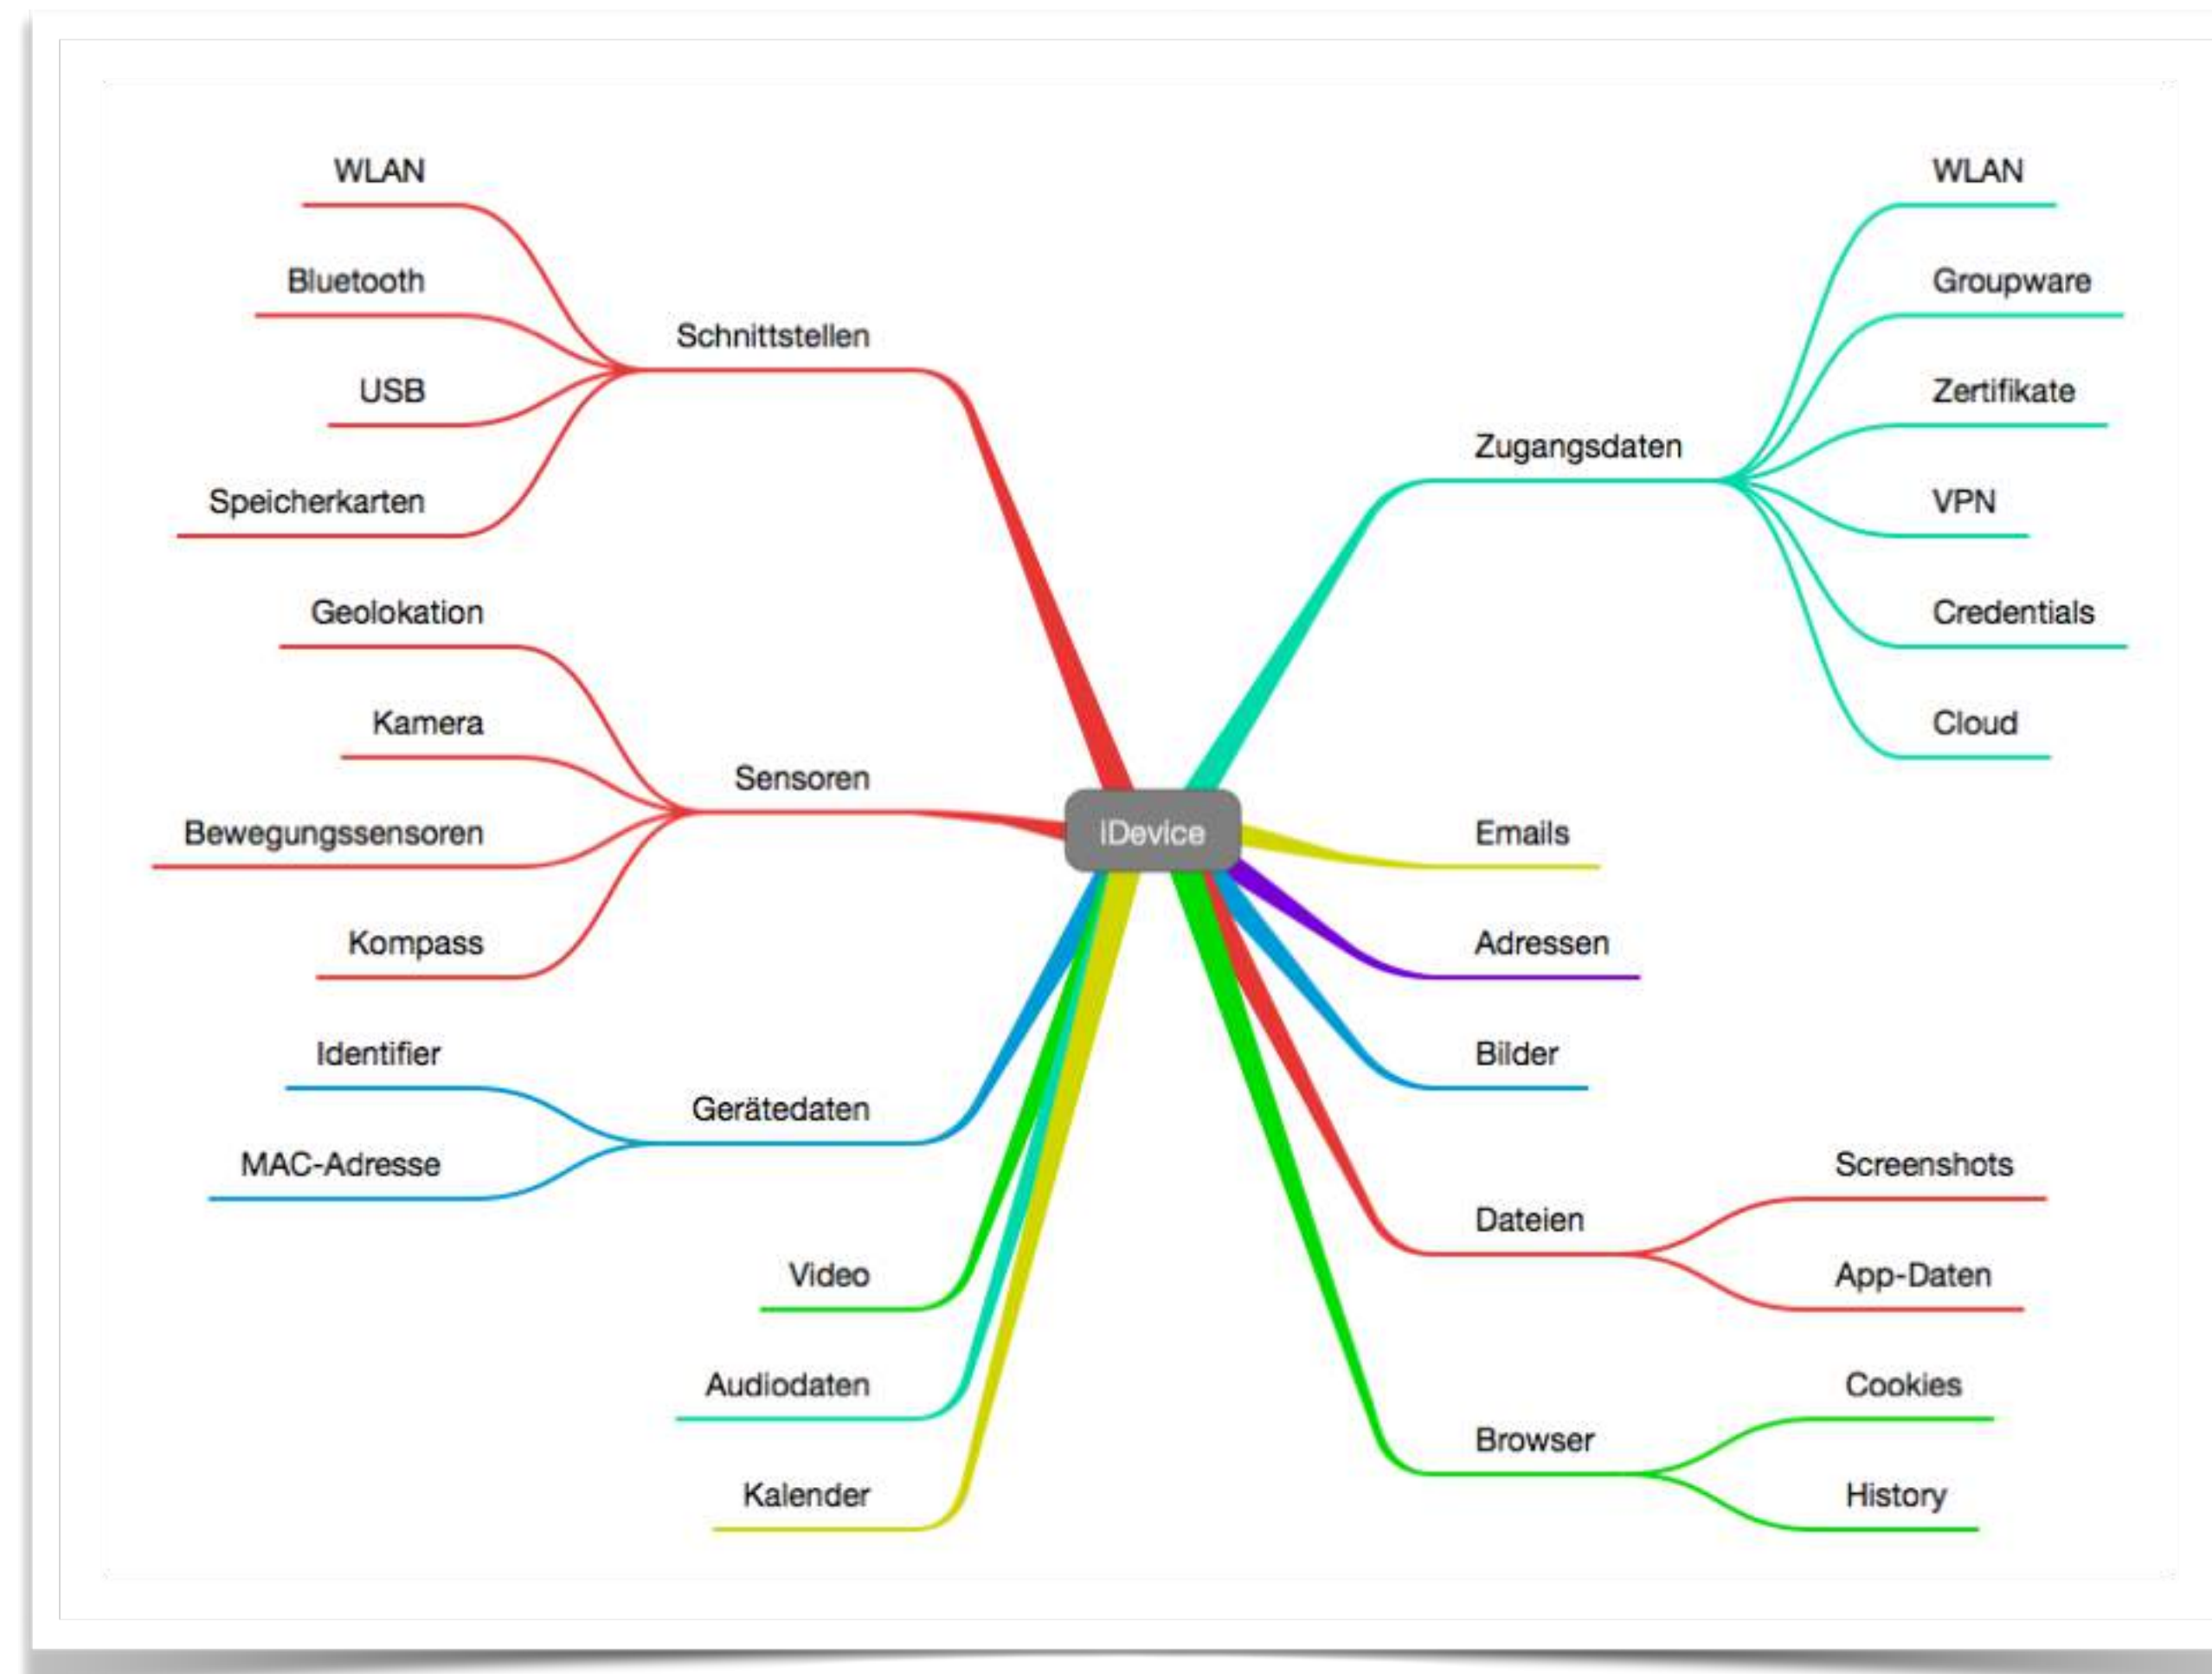 WLAN
Bluetooth
USB
Speicherkarten
Schnittstellen
Geolokation
Kamera
Bewegungssensoren
Kompass
Sensoren
Identifier
MAC-Adresse
Gerätedaten
Video
Audiodaten
Kalender
iDevice
Zugangsdaten
WLAN
Groupware
Zertifikate
VPN
Credentials
Cloud
Emails
Adressen
Bilder
Dateien
Screenshots
App-Daten
Browser
Cookies
History